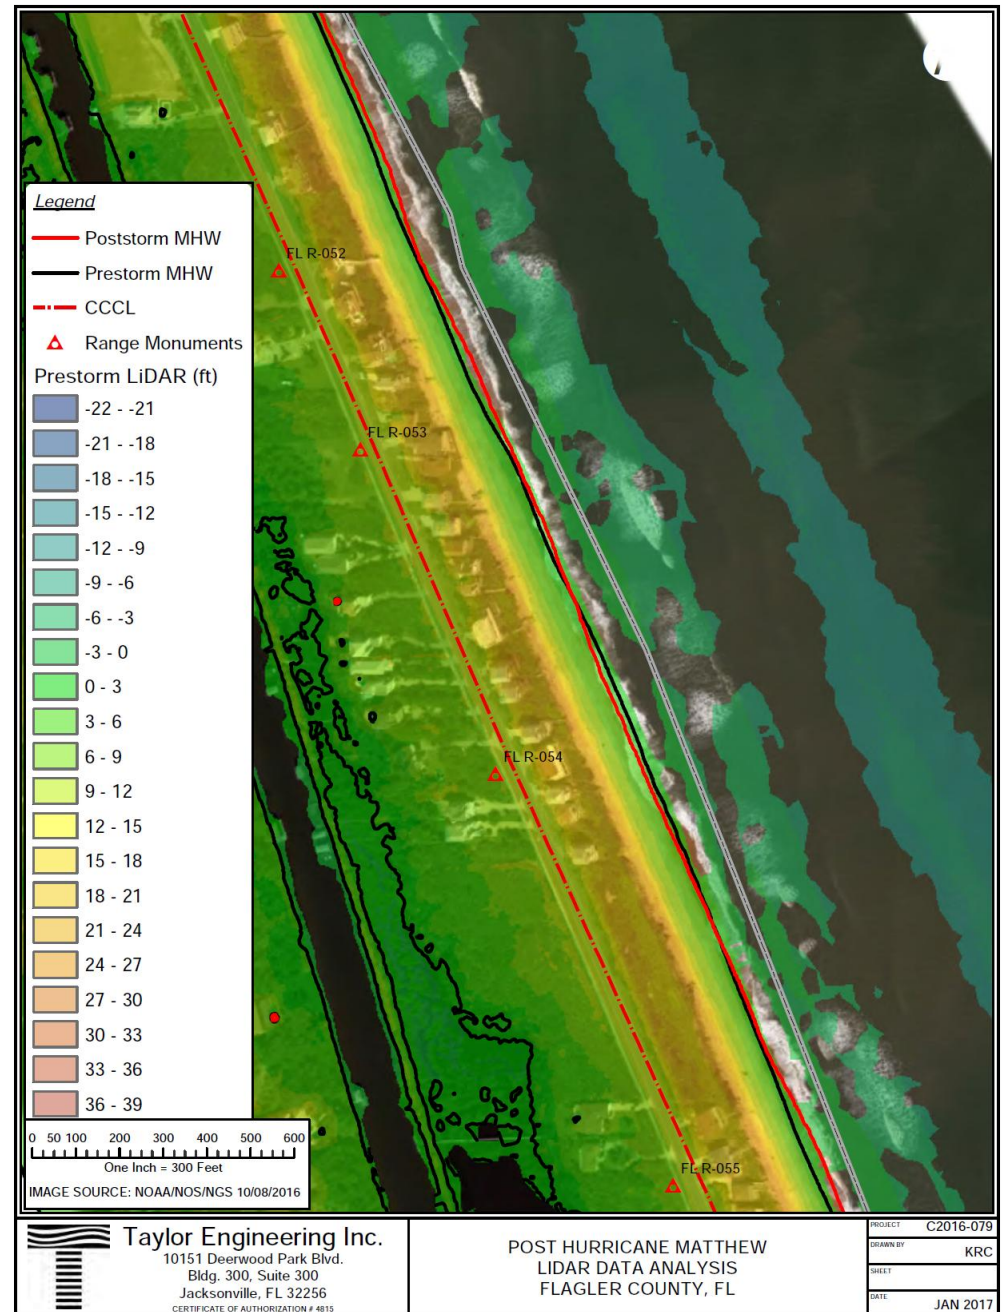 FL R-052
FL R-053
FL R-054
FL R-055
Legend
Poststorm MHW
Prestorm MHW
CCCL
Range Monuments
Prestorm LiDAR (ft)
-22 - -21
-21 - -18
-18 - -15
-15 - -12
-12 - -9
-9 - -6
-6 - -3
-3 - 0
0 - 3
3 - 6
6 - 9
9 - 12
12 - 15
15 - 18
18 - 21
21 - 24
24 - 27
27 - 30
30 - 33
33 - 36
36 - 39
0 50 100 200 300 400 500 600
One Inch = 300 Feet
IMAGE SOURCE: NOAA/NOS/NGS 10/08/2016
Taylor Engineering Inc.
10151 Deerwood Park Blvd.
Bldg. 300, Suite 300
Jacksonville, FL 32256
CERTIFICATE OF AUTHORIZATION # 4815
POST HURRICANE MATTHEW
LIDAR DATA ANALYSIS
FLAGLER COUNTY, FL
PROJECT C2016-079
DRAWN BY KRC
SHEET
DATE JAN 2017